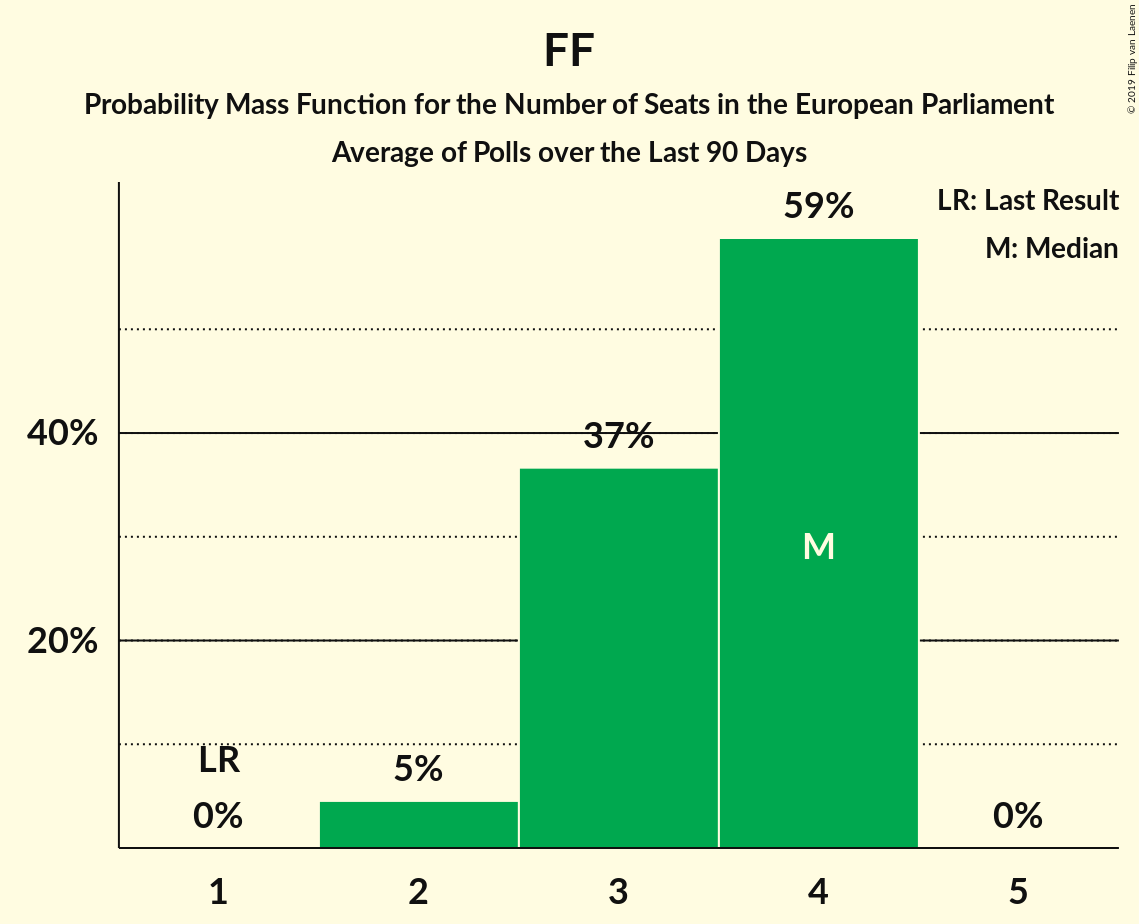 FF
Probability Mass Function for the Number of Seats in the European Parliament
Average of Polls over the Last 90 Days
© 2019 Filip van Laenen
LR: Last Result
M: Median
59%
40%
37%
M
20%
LR
5%
0%
0%
1 2 3 4 5